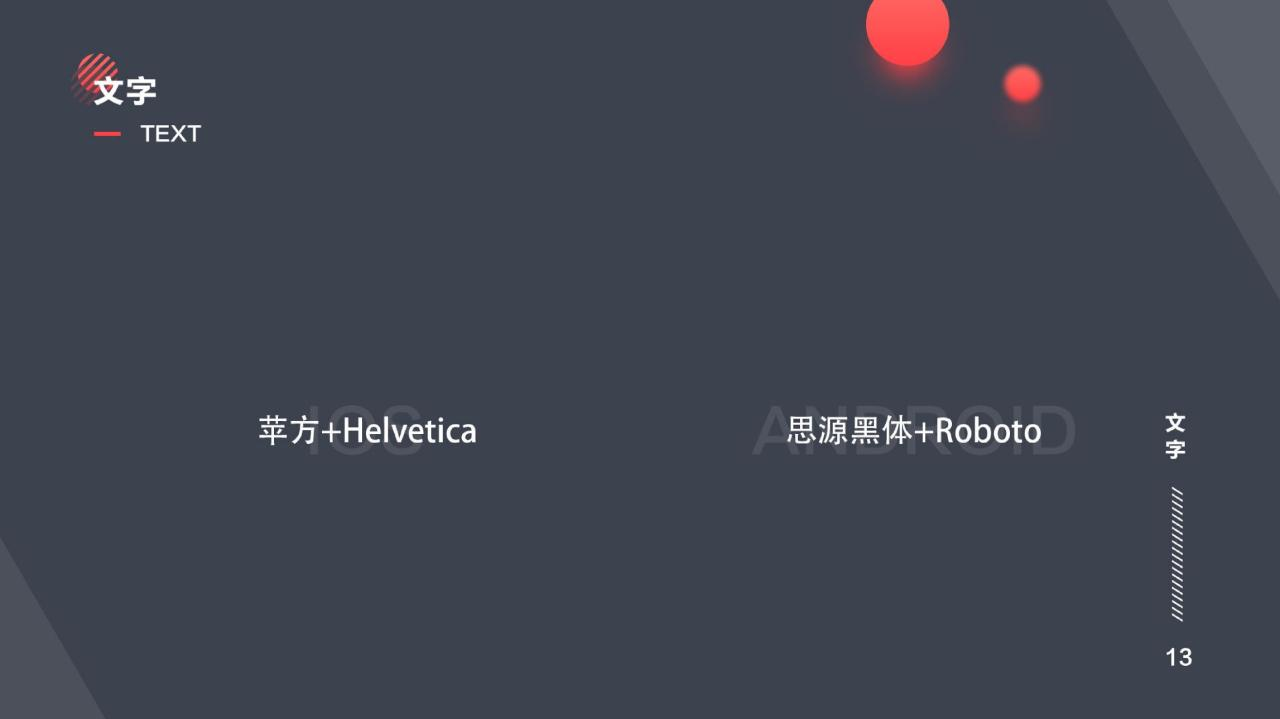 文字
TEXT
IOS
苹方+Helvetica
ANDROID
思源黑体+Roboto
文
字
13